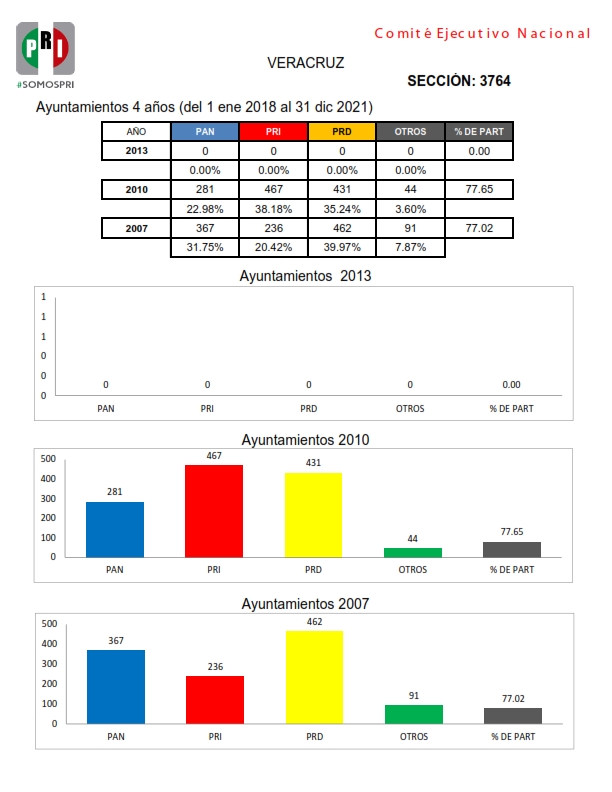 Comité Ejecutivo Nacional
PRI
#SOMOSPRI
VERACRUZ
SECCIÓN: 3764
Ayuntamientos 4 años (del 1 ene 2018 al 31 dic 2021)
AÑO PAN PRI PRD OTROS % DE PART
2013 0 0 0 0 0.00
0.00% 0.00% 0.00% 0.00%
2010 281 467 431 44 77.65
22.98% 38.18% 35.24% 3.60%
2007 367 236 462 91 77.02
31.75% 20.42% 39.97% 7.87%
Ayuntamientos 2013
1
1
1
0
0
0
0 0 0 0 0.00
PAN PRI PRD OTROS % DE PART
Ayuntamientos 2010
500
400
300
200
100
0
281 467 431 44 77.65
PAN PRI PRD OTROS % DE PART
Ayuntamientos 2007
500
400
300
200
100
0
367 236 462 91 77.02
PAN PRI PRD OTROS % DE PART